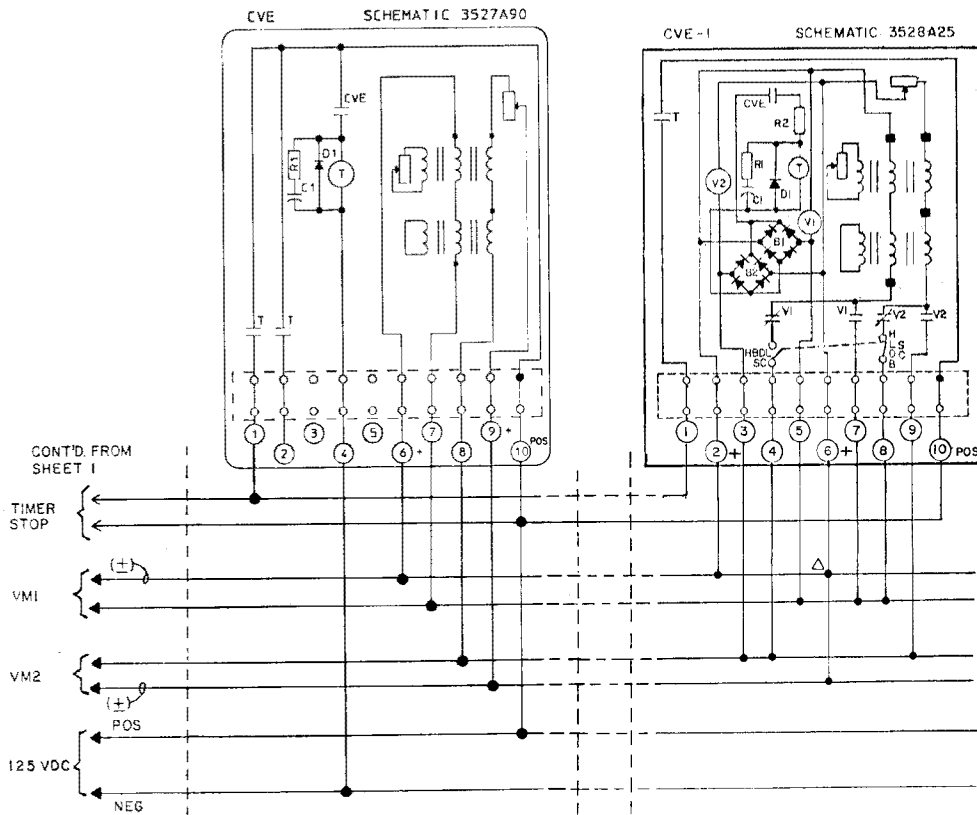 CVE SCHEMATIC 3527A90
CVE-1 SCHEMATIC 3528A25
CVE
R1
D1
C1
T
T
T
CVE
R2
T
V2
R1
C1
D1
T
V1
B1
B2
V1
V1
V2
V2
HBDL
SC
H
L S
D C
B
1
2
3
4
5
6 +
7
8
9 +
10
POS
1
2 +
3
4
5
6 +
7
8
9
10 POS
CONT'D. FROM
SHEET 1
TIMER
STOP
(±)
VM1
△
VM2
(±)
POS
125 VDC
NEG